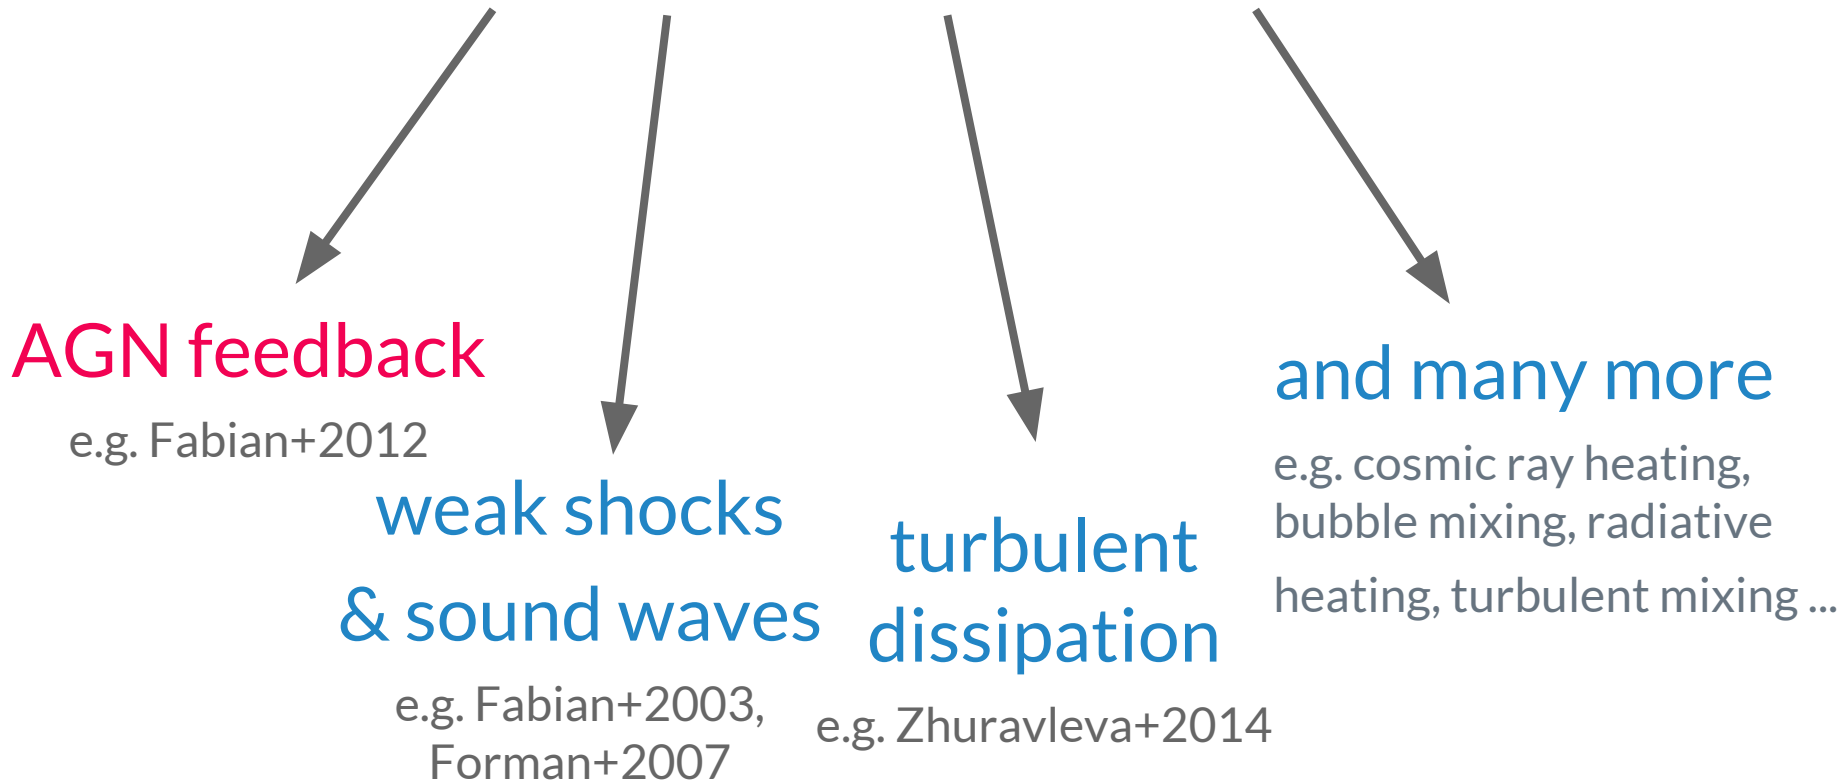 AGN feedback
e.g. Fabian+2012
weak shocks
& sound waves
e.g. Fabian+2003,
Forman+2007
turbulent
dissipation
e.g. Zhuravleva+2014
and many more
e.g. cosmic ray heating,
bubble mixing, radiative
heating, turbulent mixing ...